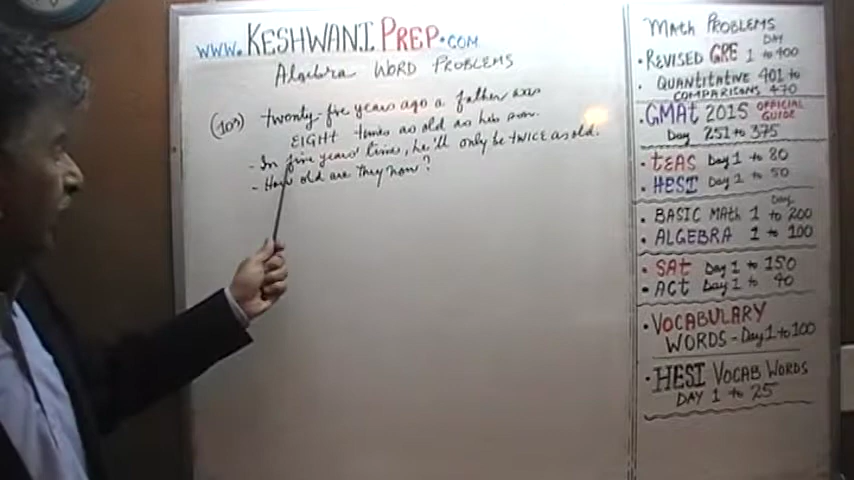 www.KESHWANIPREP.COM
Algebra WORD PROBLEMS
(103) twenty-five years ago a father was
EIGHT times as old as his son.
- In five years' time, he'll only be TWICE as old.
- How old are they now?
Math PROBLEMS
• REVISED GRE DAY 1 to 400
• QUANTITATIVE 401 to
COMPARISONS 470
• GMAt 2015 OFFICIAL GUIDE
Day 251 to 375
• tEAS Day 1 to 80
• HESI Day 1 to 50
• BASIC Math Day 1 to 200
• ALGEBRA 1 to 100
• SAt Day 1 to 150
• ACt Day 1 to 40
• VOCABULARY
WORDS - Day 1 to 100
• HESI VOCAB WORDS
DAY 1 to 25